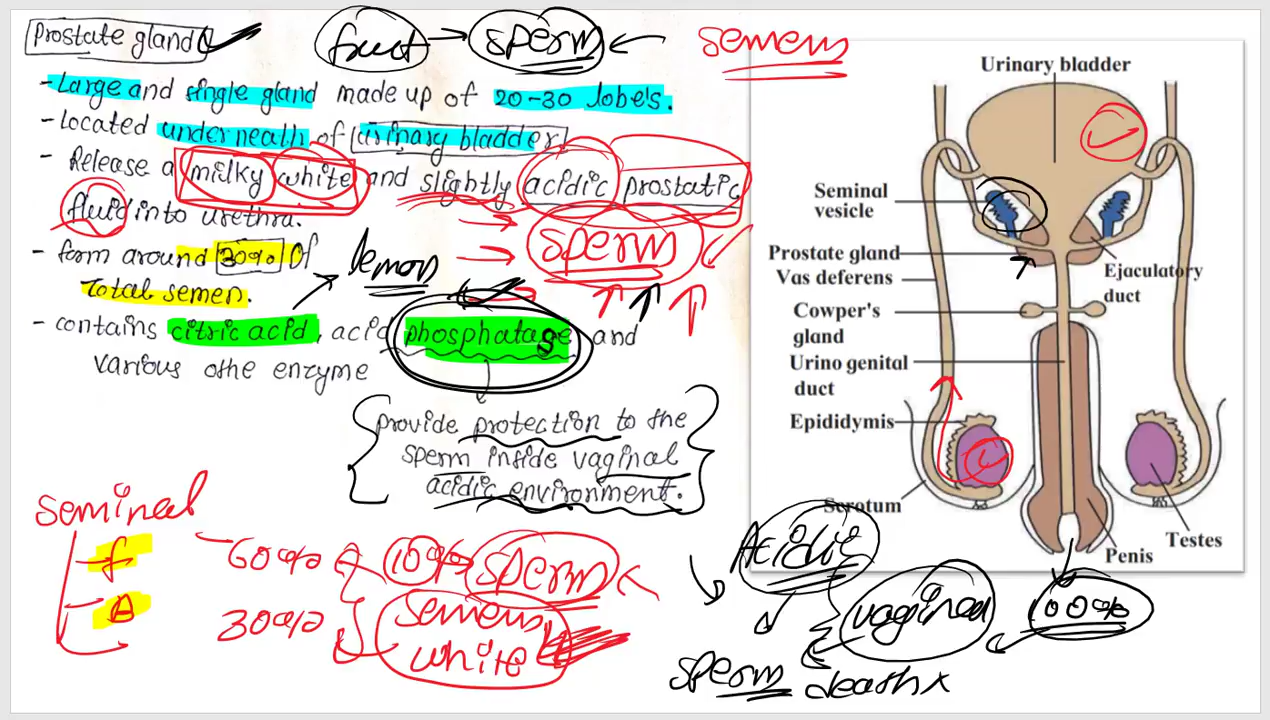 Prostate gland
fruct → sperm ←
semens
- Large and single gland made up of 20-30 lobes.
- Located underneath of urinary bladder.
- Release a milky white and slightly acidic prostatic
fluid into urethra.
sperm
- form around 30% Of
Total semen.
lemon
- contains citric acid, acid phosphatase and
various othe enzyme
provide protection to the
sperm inside vaginal
acidic environment.
seminal
f 60% 10% sperm
30% semens
white
Acidic
vaginal
100%
sperm death x
Urinary bladder
Seminal
vesicle
Prostate gland
Vas deferens
Ejaculatory
duct
Cowper's
gland
Urino genital
duct
Epididymis
Scrotum
Testes
Penis